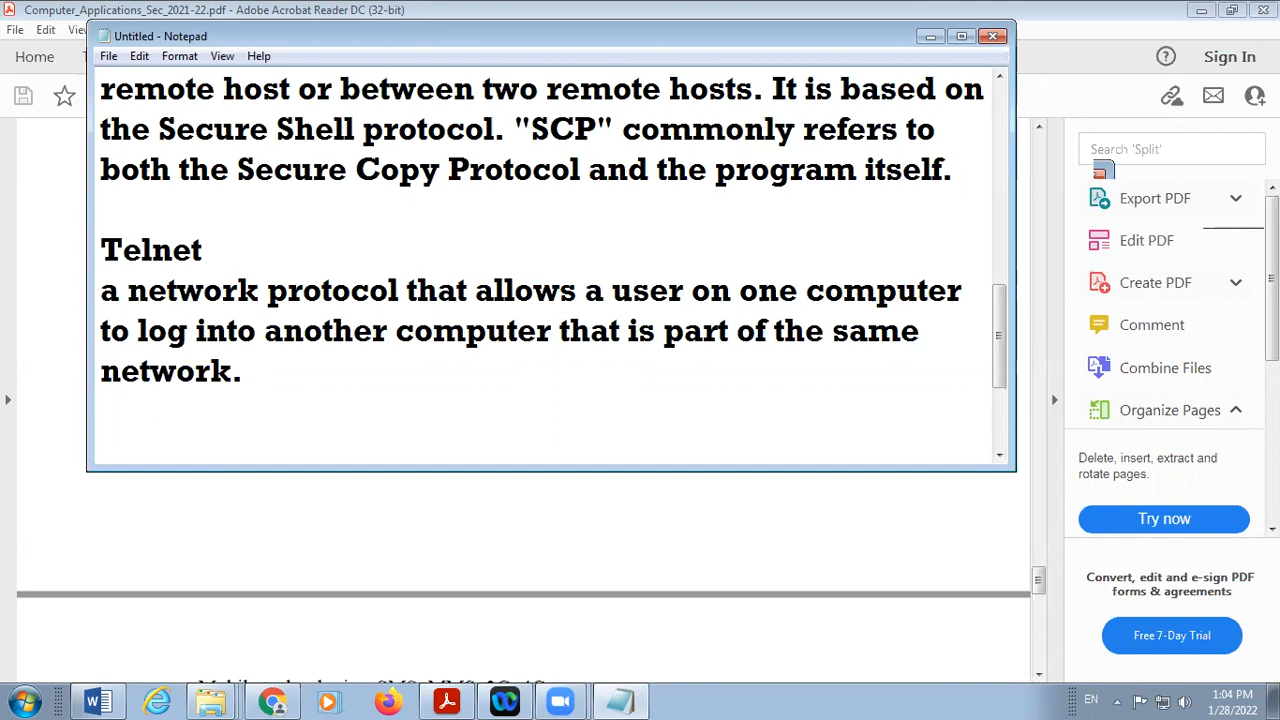 Computer_Applications_Sec_2021-22.pdf - Adobe Acrobat Reader DC (32-bit)
File Edit
Home
Sign In
Untitled - Notepad
File Edit Format View Help
remote host or between two remote hosts. It is based on
the Secure Shell protocol. "SCP" commonly refers to
both the Secure Copy Protocol and the program itself.
Telnet
a network protocol that allows a user on one computer
to log into another computer that is part of the same
network.
Search 'Split'
Export PDF
Edit PDF
Create PDF
Comment
Combine Files
Organize Pages
Delete, insert, extract and
rotate pages.
Try now
Convert, edit and e-sign PDF
forms & agreements
Free 7-Day Trial
EN
1:04 PM
1/28/2022